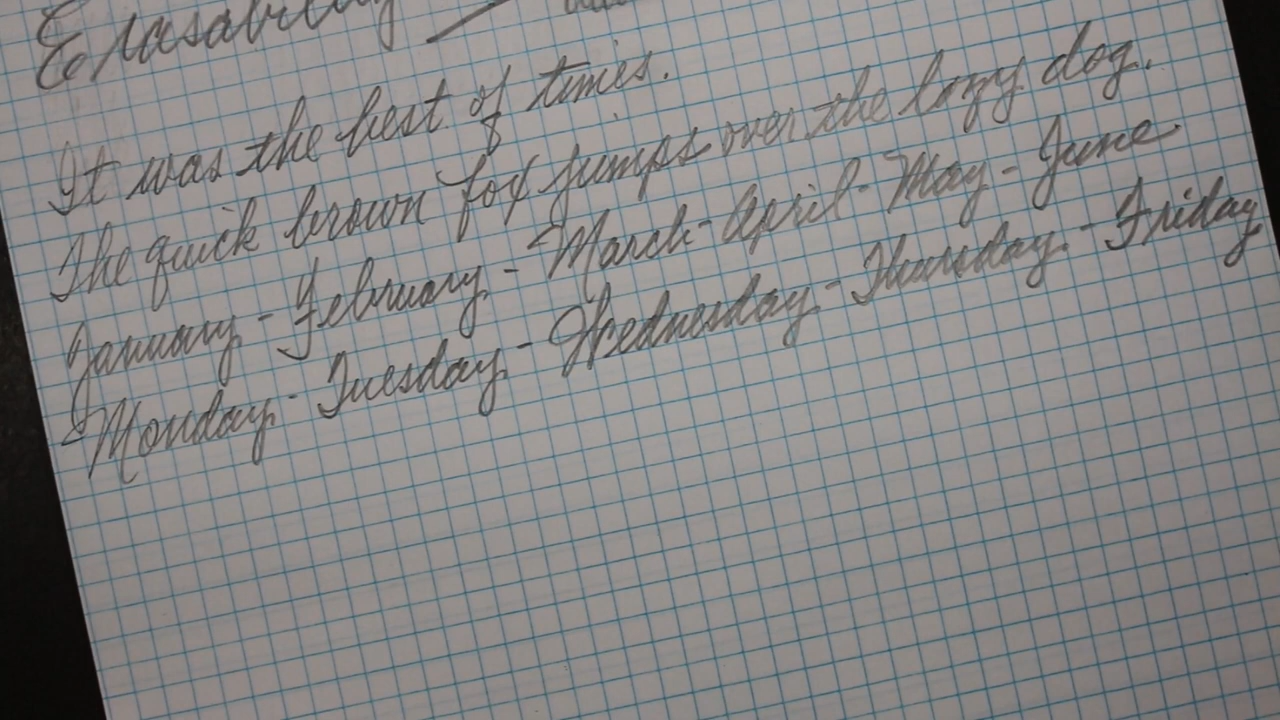 Erasability
It was the best of times.
The quick brown fox jumps over the lazy dog.
January - February - March - April - May - June
Monday - Tuesday - Wednesday - Thursday - Friday